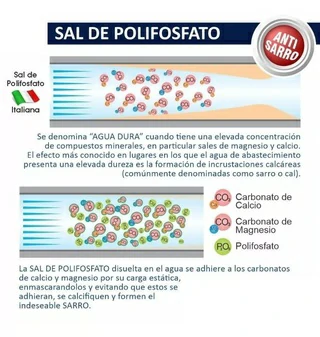 SAL DE POLIFOSFATO
ANTI
SARRO
Sal de
Polifosfato
Italiana
Se denomina "AGUA DURA" cuando tiene una elevada concentración
de compuestos minerales, en particular sales de magnesio y calcio.
El efecto más conocido en lugares en los que el agua de abastecimiento
presenta una elevada dureza es la formación de incrustaciones calcáreas
(comúnmente denominadas como sarro o cal).
CO₃ Carbonato de
Calcio
CO₃ Carbonato de
Magnesio
PO₄ Polifosfato
La SAL DE POLIFOSFATO disuelta en el agua se adhiere a los carbonatos
de calcio y magnesio por su carga estática,
enmascarandolos y evitando que estos se
adhieran, se calcifiquen y formen el
indeseable SARRO.